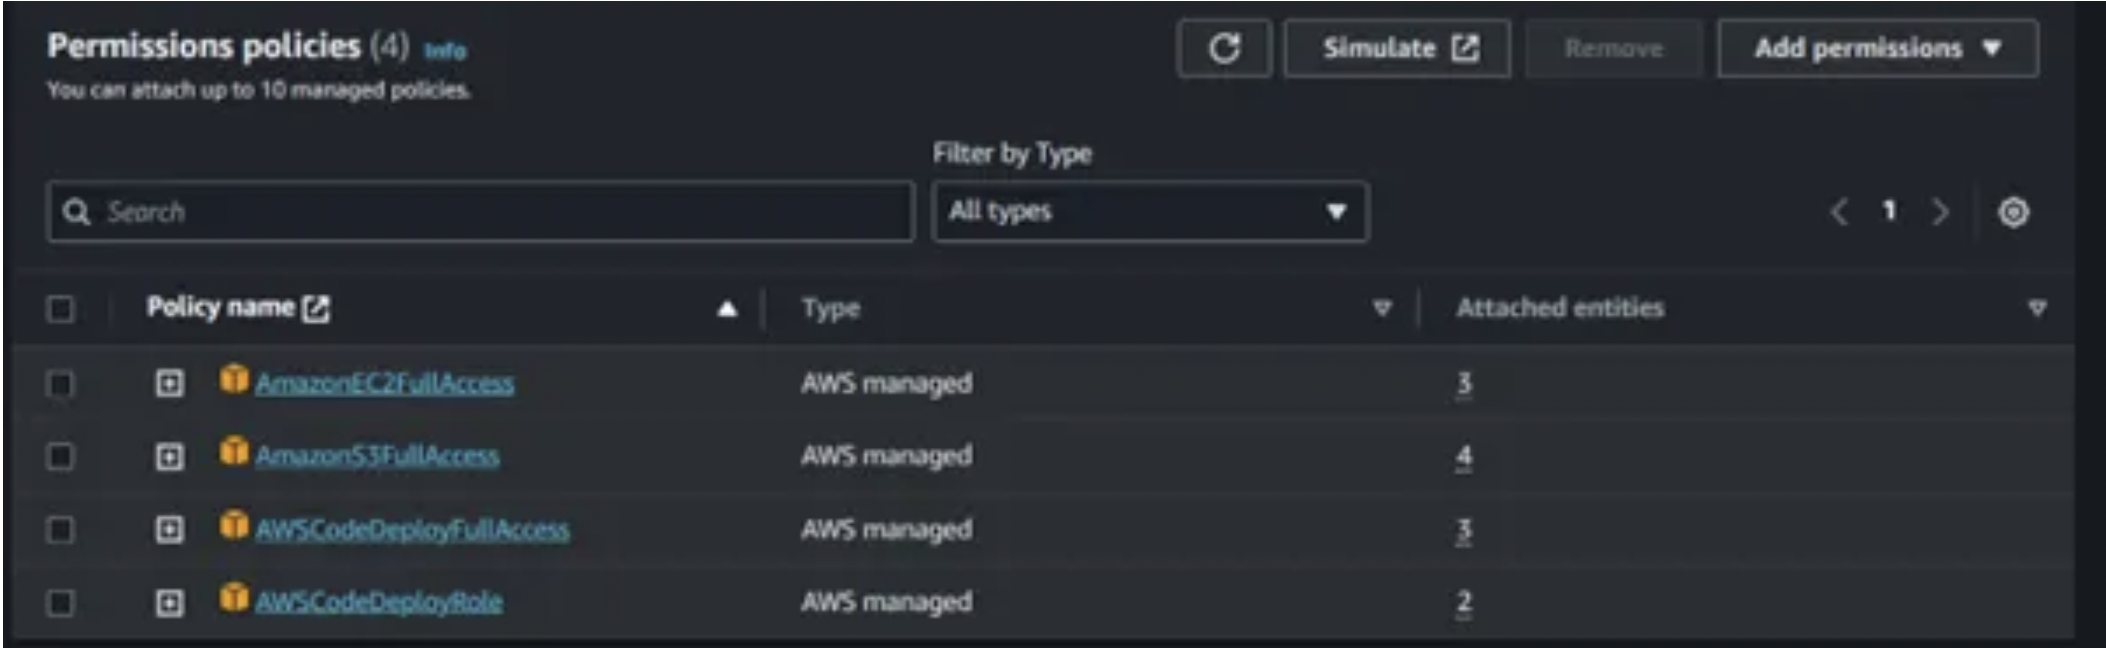 Permissions policies (4) Info
You can attach up to 10 managed policies.
Simulate Remove Add permissions
Filter by Type
Search All types 1
Policy name Type Attached entities
AmazonEC2FullAccess AWS managed 3
AmazonS3FullAccess AWS managed 4
AWSCodeDeployFullAccess AWS managed 3
AWSCodeDeployRole AWS managed 2